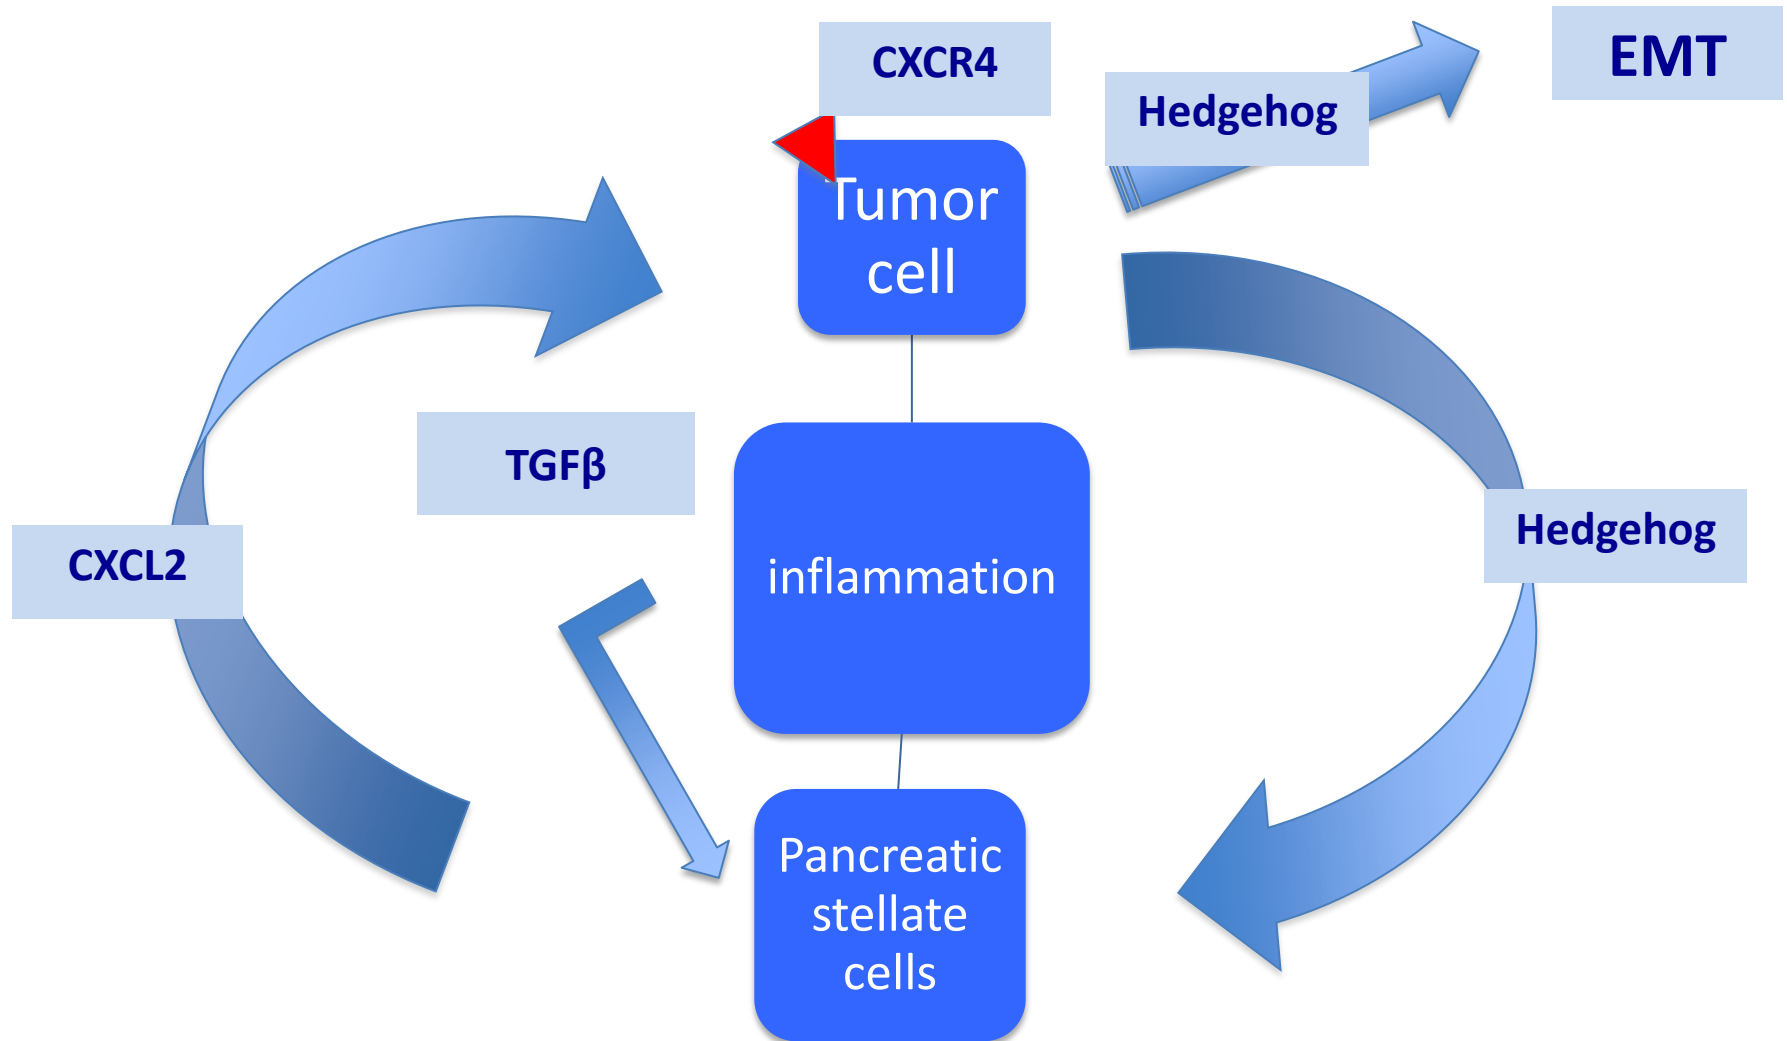 CXCR4
EMT
Hedgehog
Tumor
cell
TGFβ
CXCL2
Hedgehog
inflammation
Pancreatic
stellate
cells